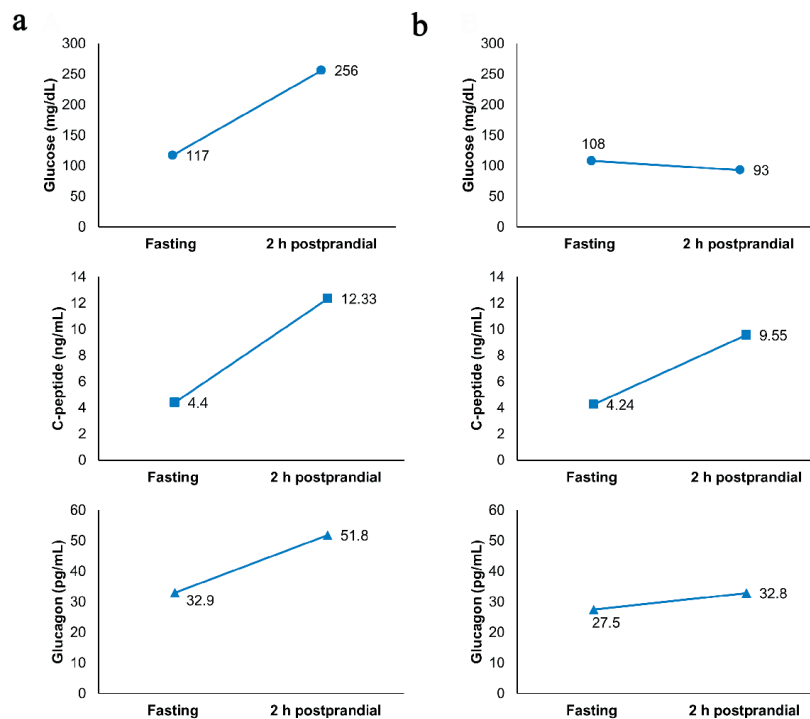 a
b
Glucose (mg/dL)
300
250
200
150
100
50
0
117
256
Fasting
2 h postprandial
Glucose (mg/dL)
300
250
200
150
100
50
0
108
93
Fasting
2 h postprandial
C-peptide (ng/mL)
14
12
10
8
6
4
2
0
4.4
12.33
Fasting
2 h postprandial
C-peptide (ng/mL)
14
12
10
8
6
4
2
0
4.24
9.55
Fasting
2 h postprandial
Glucagon (pg/mL)
60
50
40
30
20
10
0
32.9
51.8
Fasting
2 h postprandial
Glucagon (pg/mL)
60
50
40
30
20
10
0
27.5
32.8
Fasting
2 h postprandial